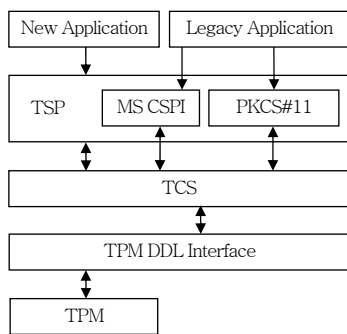 New Application
Legacy Application
TSP
MS CSPI
PKCS#11
TCS
TPM DDL Interface
TPM